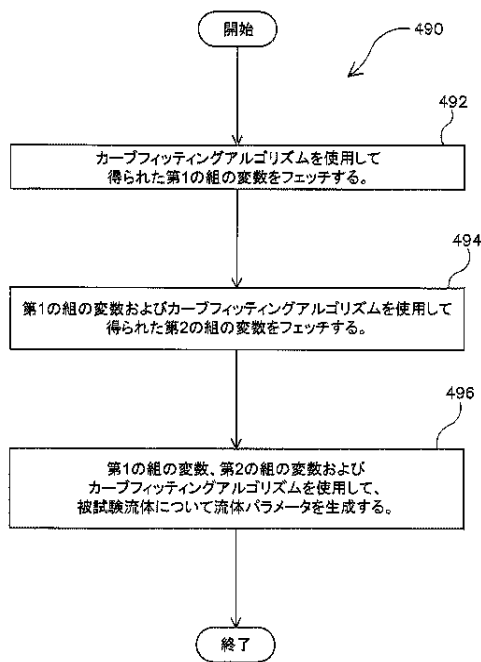 開始
490
492
カーブフィッティングアルゴリズムを使用して
得られた第1の組の変数をフェッチする。
494
第1の組の変数およびカーブフィッティングアルゴリズムを使用して
得られた第2の組の変数をフェッチする。
496
第1の組の変数、第2の組の変数および
カーブフィッティングアルゴリズムを使用して、
被試験流体について流体パラメータを生成する。
終了